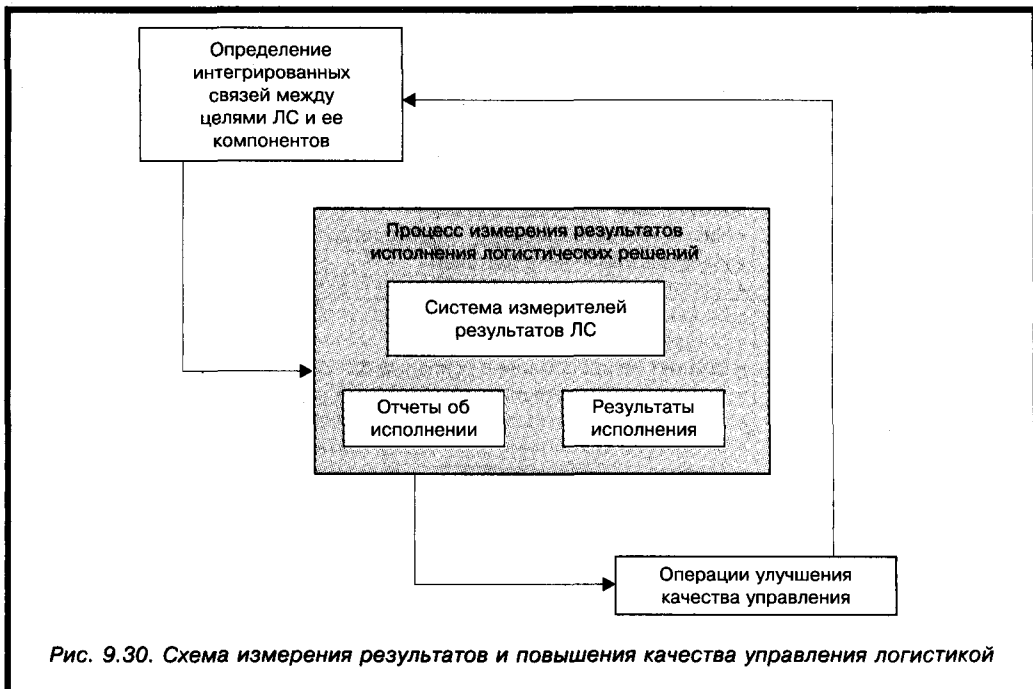 Определение
интегрированных
связей между
целями ЛС и ее
компонентов
Процесс измерения результатов
исполнения логистических решений
Система измерителей
результатов ЛС
Отчеты об
исполнении
Результаты
исполнения
Операции улучшения
качества управления
Рис. 9.30. Схема измерения результатов и повышения качества управления логистикой